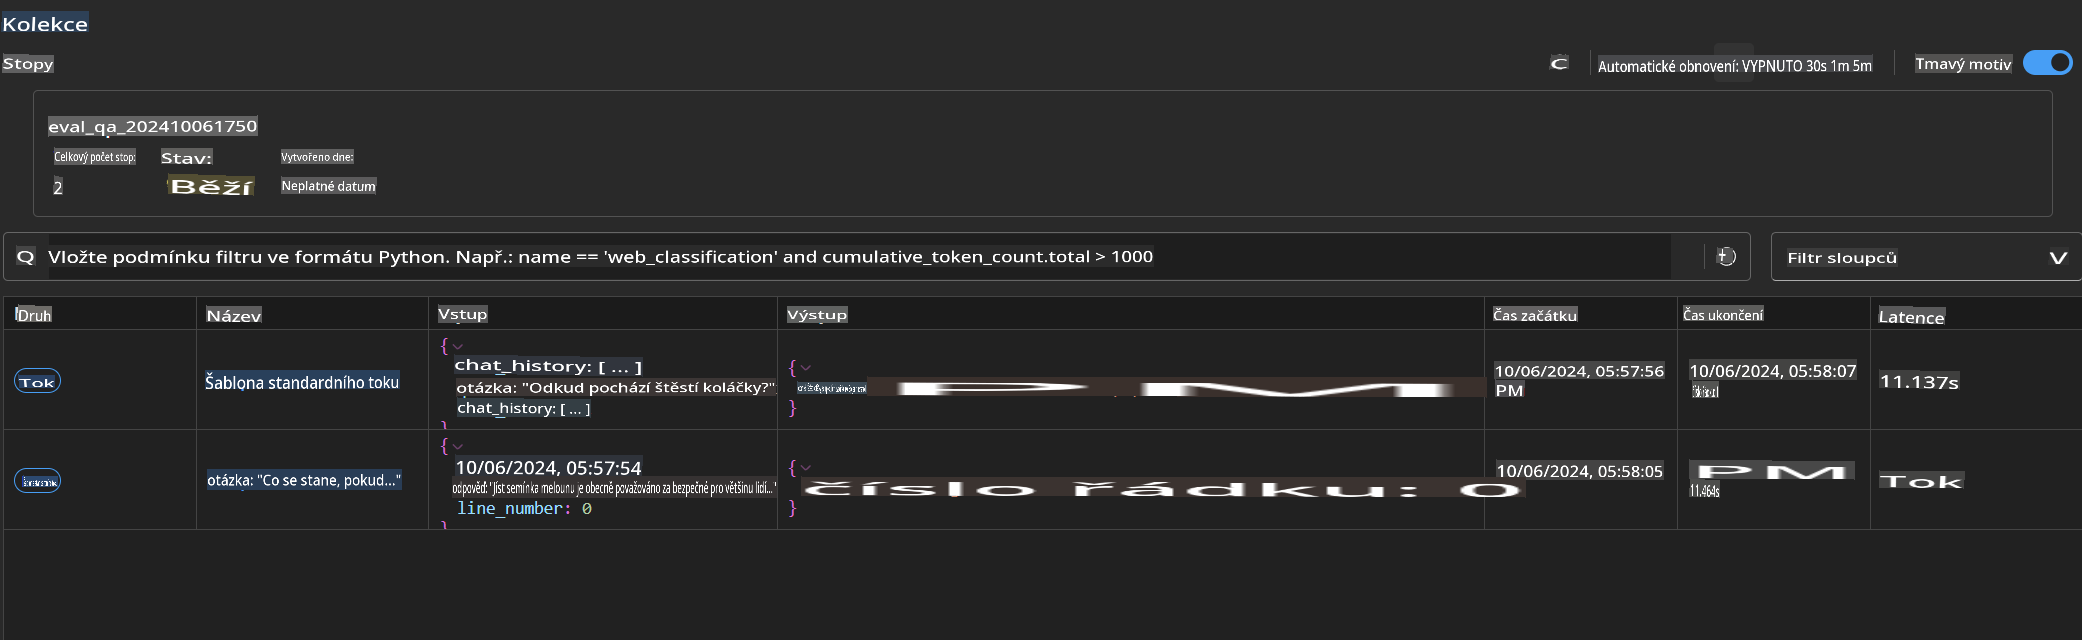 Kolekce
Stopy
Automatické obnovení: VYPNUTO 30s 1m 5m
Tmavý motiv
eval_qa_202410061750
Celkový počet stop:
Stav:
Vytvořeno dne:
2
Běží
Neplatné datum
Vložte podmínku filtru ve formátu Python. Např.: name == 'web_classification' and cumulative_token_count.total > 1000
Filtr sloupců
Druh
Název
Vstup
Výstup
Čas začátku
Čas ukončení
Latence
Tok
Šablona standardního toku
{
chat_history: [ ... ]
otázka: "Odkud pochází štěstí koláčky?"
chat_history: [ ... ]
}
{
PM
}
10/06/2024, 05:57:56
PM
10/06/2024, 05:58:07
11.137s
otázka: "Co se stane, pokud..."
{
10/06/2024, 05:57:54
odpověď: "Jíst semínka melounu je obecně považováno za bezpečné pro většinu lidí..."
line_number: 0
}
{
číslo řádku: 0
}
10/06/2024, 05:58:05
PM
11.464s
Tok